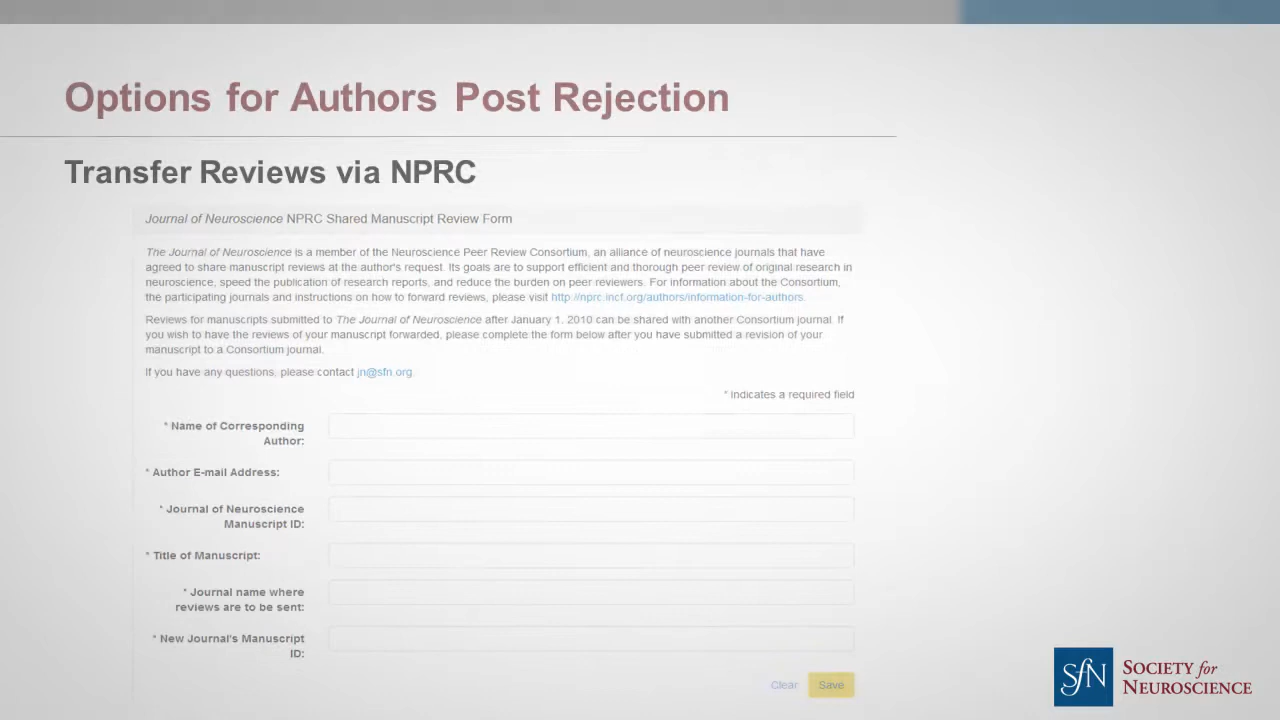 Options for Authors Post Rejection
Transfer Reviews via NPRC
Journal of Neuroscience NPRC Shared Manuscript Review Form
The Journal of Neuroscience is a member of the Neuroscience Peer Review Consortium, an alliance of neuroscience journals that have
agreed to share manuscript reviews at the author's request. Its goals are to support efficient and thorough peer review of original research in
neuroscience, speed the publication of research reports, and reduce the burden on peer reviewers. For information about the Consortium,
the participating journals and instructions on how to forward reviews, please visit http://nprc.incf.org/authors/information-for-authors.
Reviews for manuscripts submitted to The Journal of Neuroscience after January 1, 2010 can be shared with another Consortium journal. If
you wish to have the reviews of your manuscript forwarded, please complete the form below after you have submitted a revision of your
manuscript to a Consortium journal.
If you have any questions, please contact jn@sfn.org
* Indicates a required field
* Name of Corresponding
Author:
* Author E-mail Address:
* Journal of Neuroscience
Manuscript ID:
* Title of Manuscript:
* Journal name where
reviews are to be sent:
* New Journal's Manuscript
ID:
Clear Save
SfN
SOCIETY for
NEUROSCIENCE